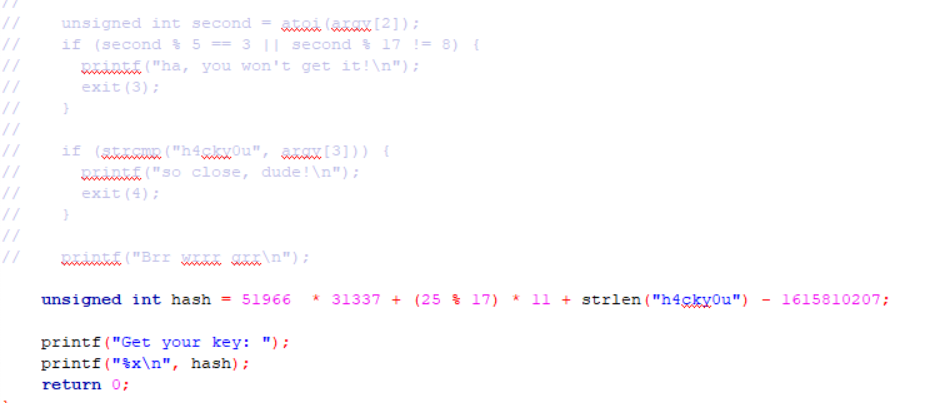 //
//    unsigned int second = atoi(argv[2]);
//    if (second % 5 == 3 || second % 17 != 8) {
//      printf("ha, you won't get it!\n");
//      exit(3);
//    }
//
//    if (strcmp("h4cky0u", argv[3])) {
//      printf("so close, dude!\n");
//      exit(4);
//    }
//
//    printf("Brr wrrr grr\n");
unsigned int hash = 51966  * 31337 + (25 % 17) * 11 + strlen("h4cky0u") - 1615810207;
printf("Get your key: ");
printf("%x\n", hash);
return 0;